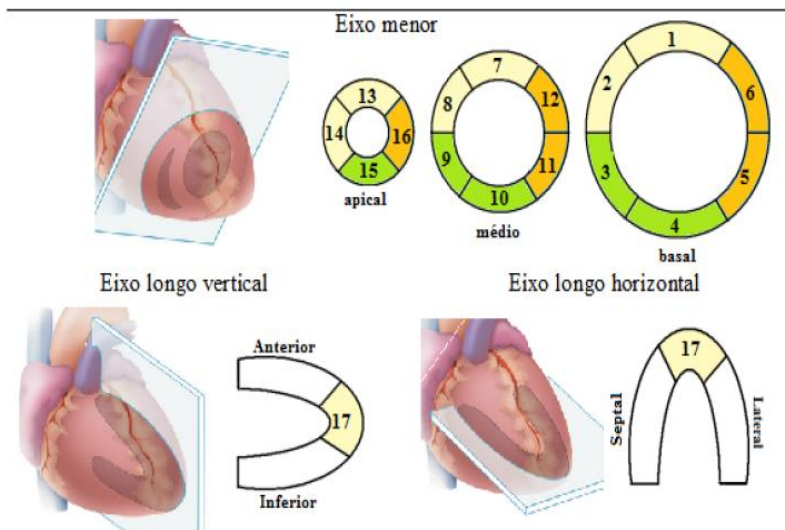 Eixo menor
13
14
16
15
apical
7
8
12
9
11
10
médio
1
2
6
3
5
4
basal
Eixo longo vertical
Anterior
17
Inferior
Eixo longo horizontal
17
Septal
Lateral